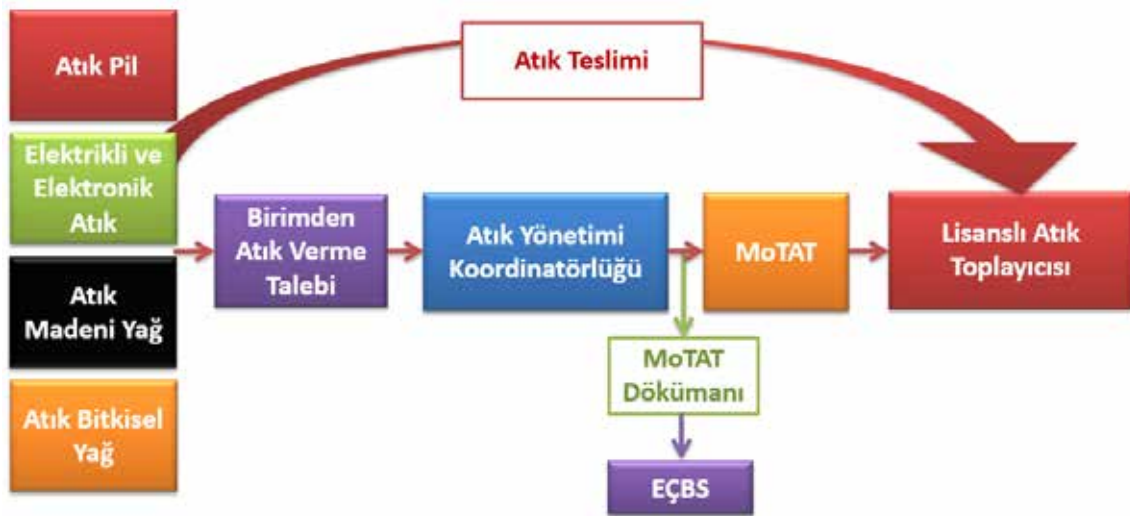 Atık Pil
Elektrikli ve
Elektronik
Atık
Atık
Madeni Yağ
Atık Bitkisel
Yağ
Atık Teslimi
Birimden
Atık Verme
Talebi
Atık Yönetimi
Koordinatörlüğü
MoTAT
Lisanslı Atık
Toplayıcısı
MoTAT
Dökümanı
EÇBS